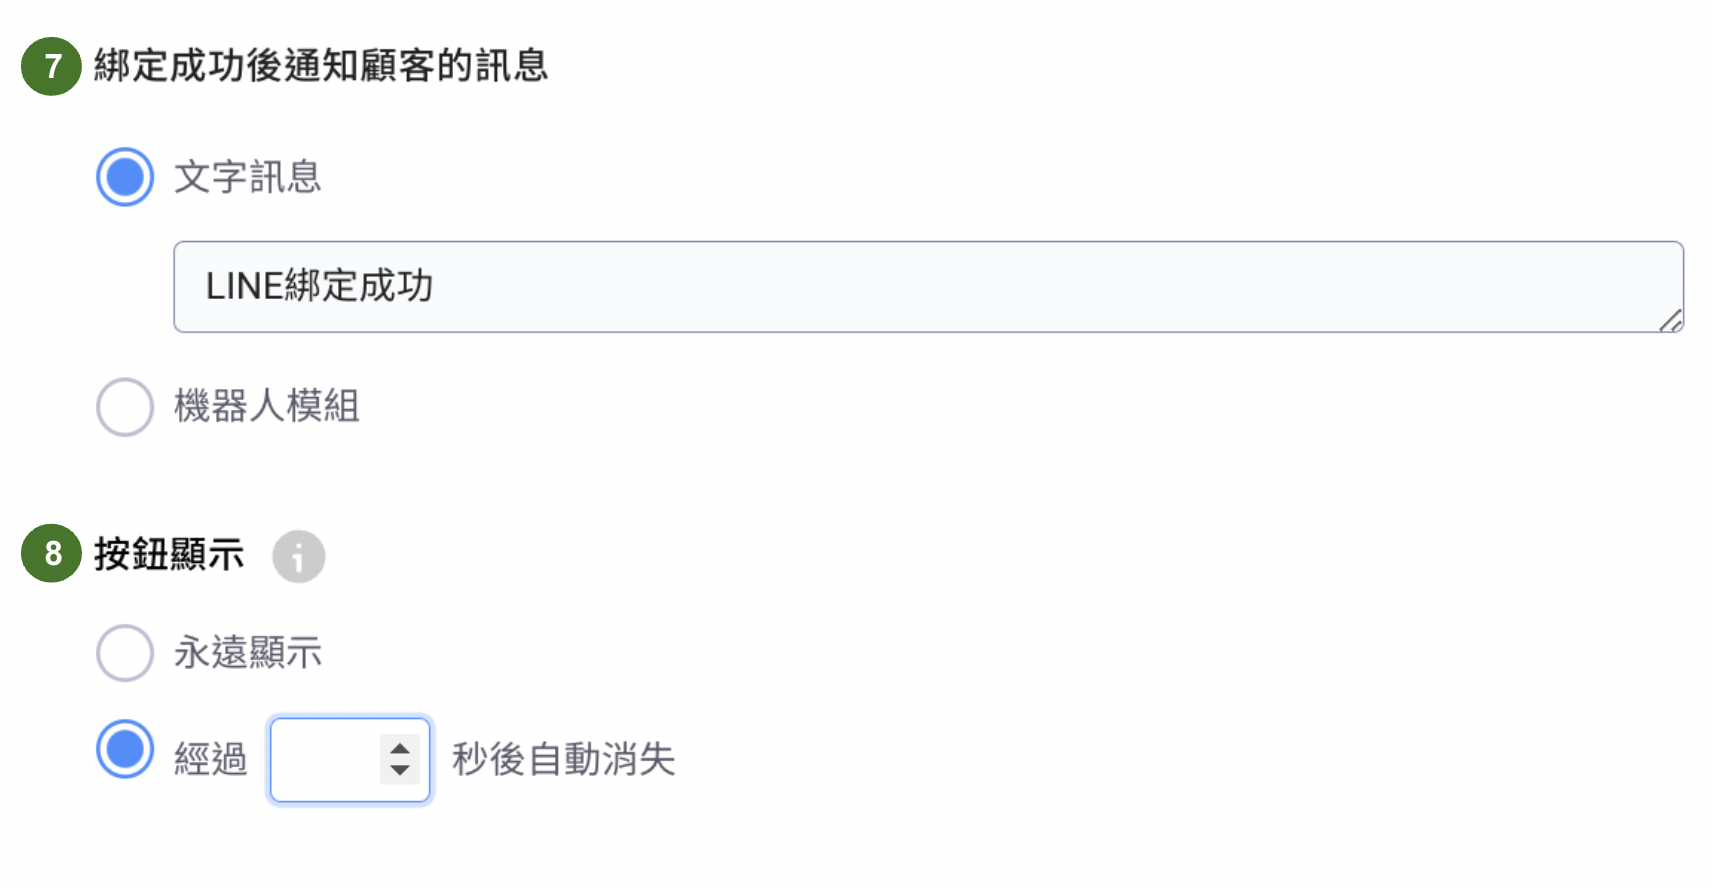 7 綁定成功後通知顧客的訊息
文字訊息
LINE綁定成功
機器人模組
8 按鈕顯示 i
永遠顯示
經過 秒後自動消失